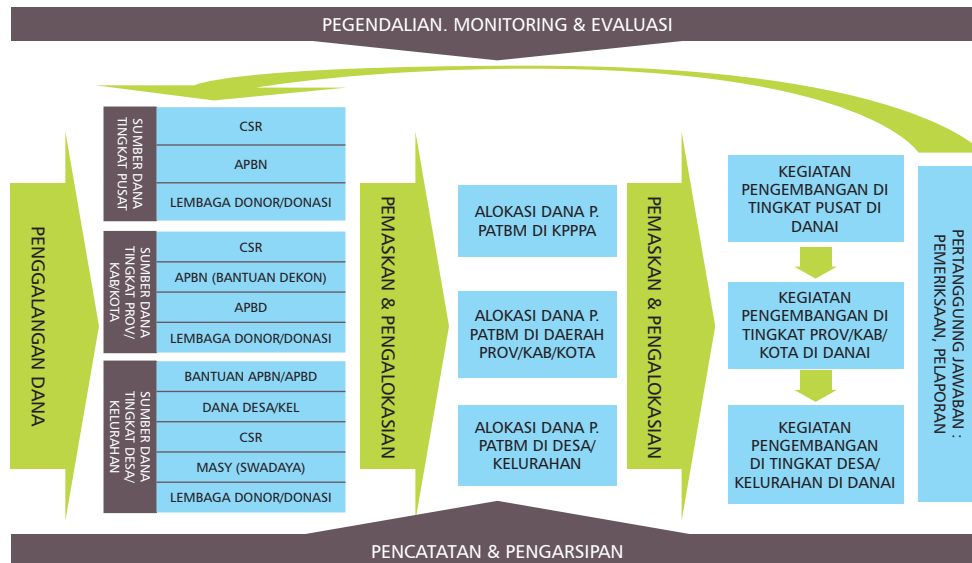 PEGENDALIAN. MONITORING & EVALUASI
PENGGALANGAN DANA
SUMBER DANA
TINGKAT PUSAT
CSR
APBN
LEMBAGA DONOR/DONASI
SUMBER DANA
TINGKAT PROV/
KAB/KOTA
CSR
APBN (BANTUAN DEKON)
APBD
LEMBAGA DONOR/DONASI
SUMBER DANA
TINGKAT DESA/
KELURAHAN
BANTUAN APBN/APBD
DANA DESA/KEL
CSR
MASY (SWADAYA)
LEMBAGA DONOR/DONASI
PEMASKAN & PENGALOKASIAN
ALOKASI DANA P.
PATBM DI KPPPA
ALOKASI DANA P.
PATBM DI DAERAH
PROV/KAB/KOTA
ALOKASI DANA P.
PATBM DI DESA/
KELURAHAN
PEMASKAN & PENGALOKASIAN
KEGIATAN
PENGEMBANGAN DI
TINGKAT PUSAT DI
DANAI
KEGIATAN
PENGEMBANGAN DI
TINGKAT PROV/KAB/
KOTA DI DANAI
KEGIATAN
PENGEMBANGAN
DI TINGKAT DESA/
KELURAHAN DI DANAI
PERTANGGUNNG JAWABAN :
PEMERIKSAAN, PELAPORAN
PENCATATAN & PENGARSIPAN